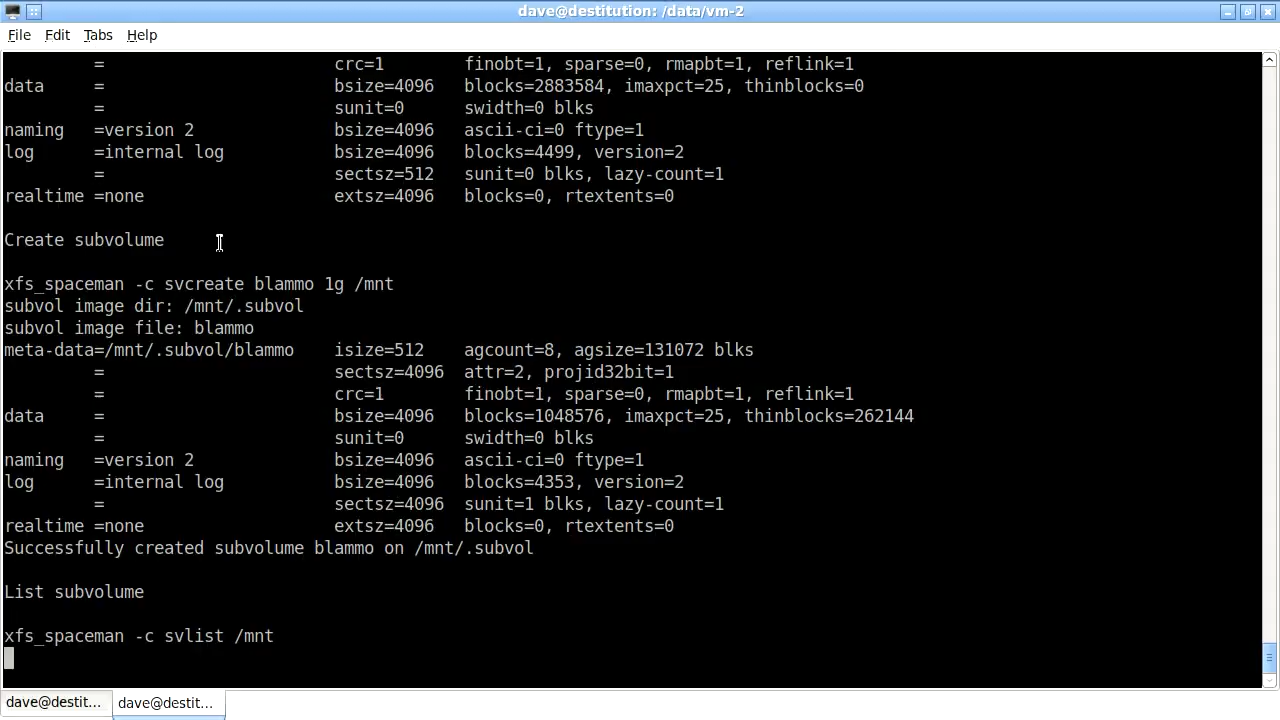 dave@destitution: /data/vm-2
File Edit Tabs Help
= crc=1 finobt=1, sparse=0, rmapbt=1, reflink=1
data = bsize=4096 blocks=2883584, imaxpct=25, thinblocks=0
= sunit=0 swidth=0 blks
naming =version 2 bsize=4096 ascii-ci=0 ftype=1
log =internal log bsize=4096 blocks=4499, version=2
= sectsz=512 sunit=0 blks, lazy-count=1
realtime =none extsz=4096 blocks=0, rtextents=0
Create subvolume
xfs_spaceman -c svcreate blammo 1g /mnt
subvol image dir: /mnt/.subvol
subvol image file: blammo
meta-data=/mnt/.subvol/blammo isize=512 agcount=8, agsize=131072 blks
= sectsz=4096 attr=2, projid32bit=1
= crc=1 finobt=1, sparse=0, rmapbt=1, reflink=1
data = bsize=4096 blocks=1048576, imaxpct=25, thinblocks=262144
= sunit=0 swidth=0 blks
naming =version 2 bsize=4096 ascii-ci=0 ftype=1
log =internal log bsize=4096 blocks=4353, version=2
= sectsz=4096 sunit=1 blks, lazy-count=1
realtime =none extsz=4096 blocks=0, rtextents=0
Successfully created subvolume blammo on /mnt/.subvol
List subvolume
xfs_spaceman -c svlist /mnt
dave@destit... dave@destit...